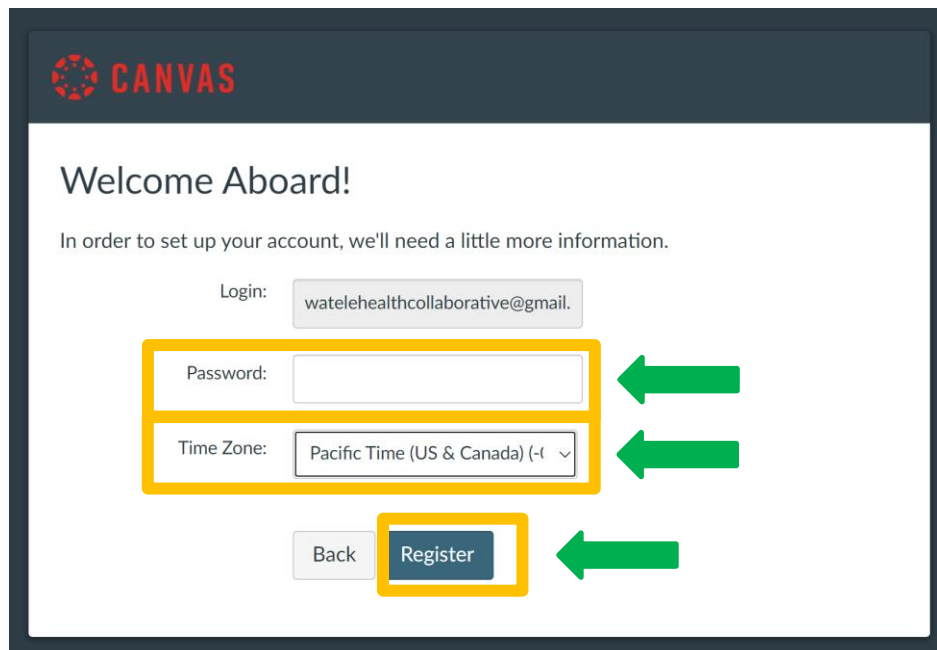 CANVAS
Welcome Aboard!
In order to set up your account, we'll need a little more information.
Login: watelehealthcollaborative@gmail.
Password:
Time Zone: Pacific Time (US & Canada) (-(
Back Register